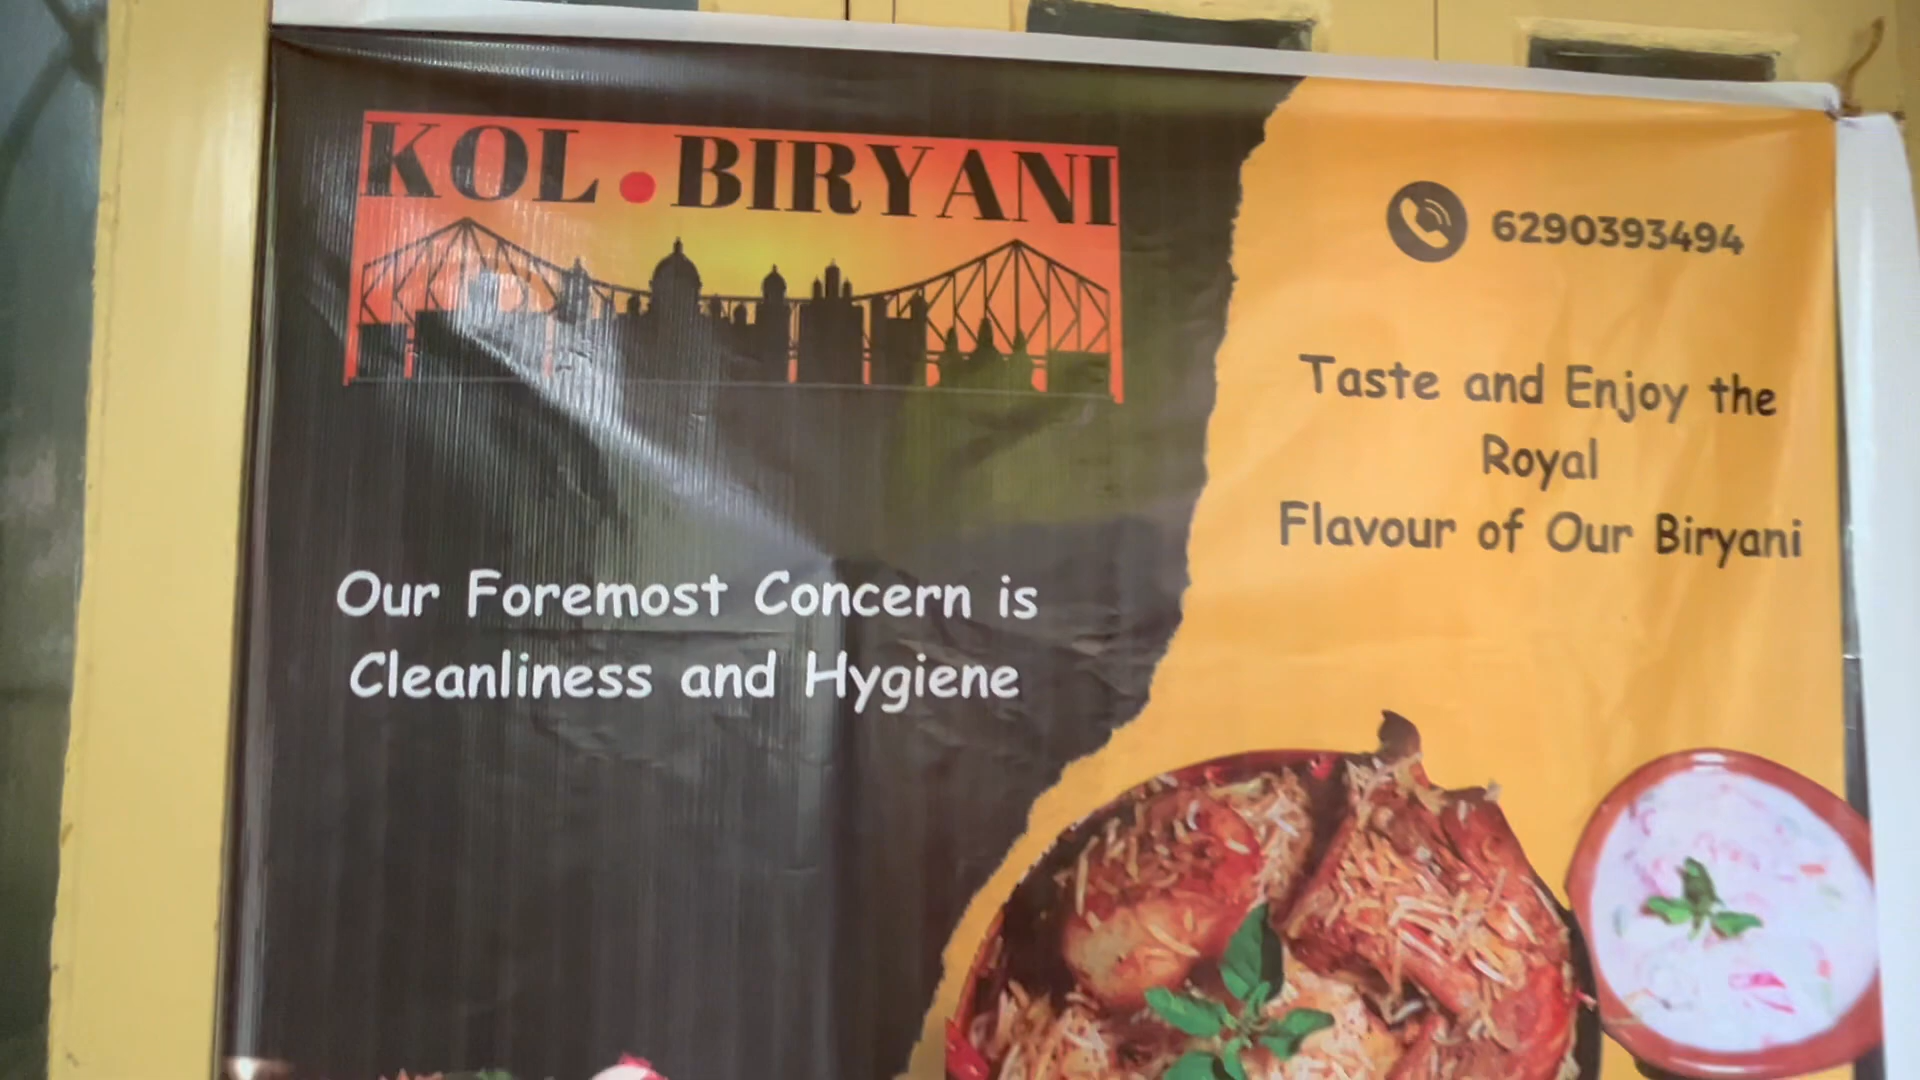 KOL.BIRYANI
Our Foremost Concern is
Cleanliness and Hygiene
6290393494
Taste and Enjoy the
Royal
Flavour of Our Biryani